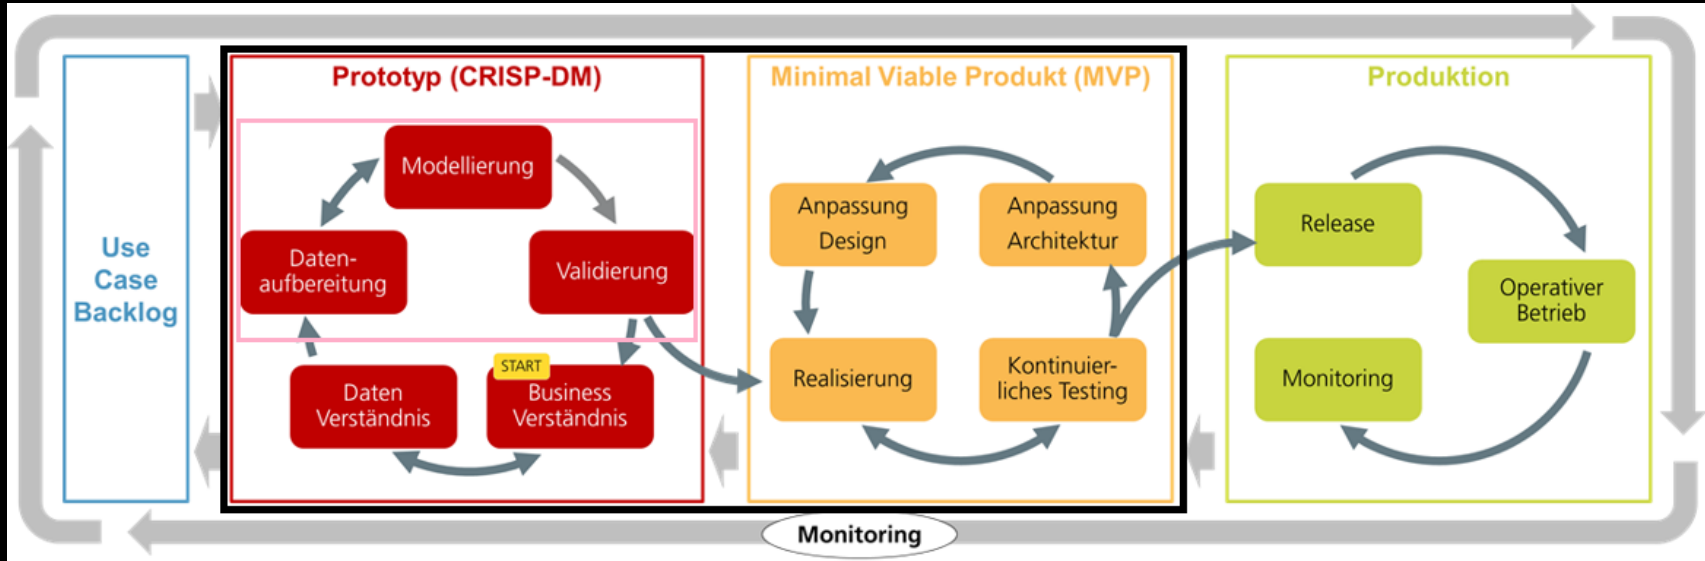 Use
Case
Backlog
Prototyp (CRISP-DM)
Modellierung
Daten-
aufbereitung
Validierung
Daten
Verständnis
START
Business
Verständnis
Minimal Viable Produkt (MVP)
Anpassung
Design
Anpassung
Architektur
Realisierung
Kontinuier-
liches Testing
Produktion
Release
Operativer
Betrieb
Monitoring
Monitoring